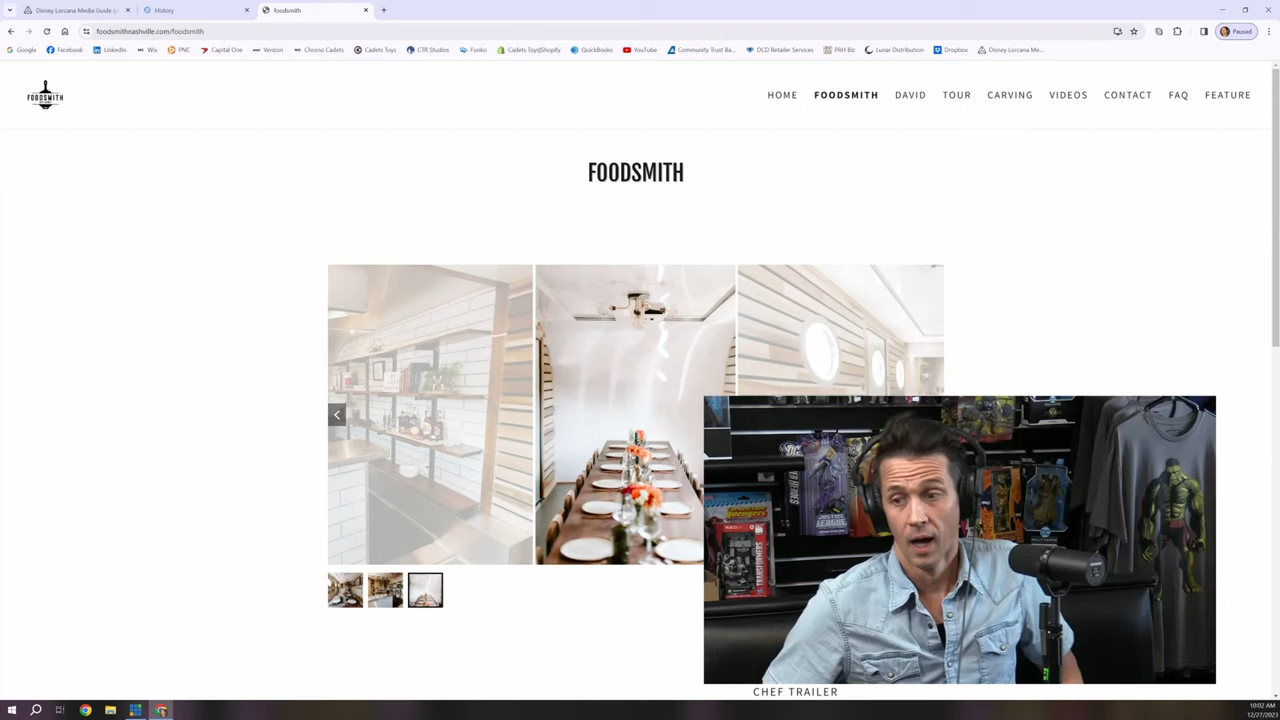 Disney Lorcana Media Guide (p
History
foodsmith
foodsmithnashville.com/foodsmith
Paused
Google Facebook LinkedIn Wix PNC Capital One Verizon Chrono Cadets Cadets Toys CTR Studios Funko Cadets Toys|Shopify QuickBooks YouTube Community Trust Ba... DCD Retailer Services PRH Biz Lunar Distribution Dropbox Disney Lorcana Me...
FOODSMITH
HOME FOODSMITH DAVID TOUR CARVING VIDEOS CONTACT FAQ FEATURE
FOODSMITH
JUSTICE
LEAGUE
AVENGERS
TRANSFORMERS
CHEF TRAILER
10:02 AM
12/27/2023